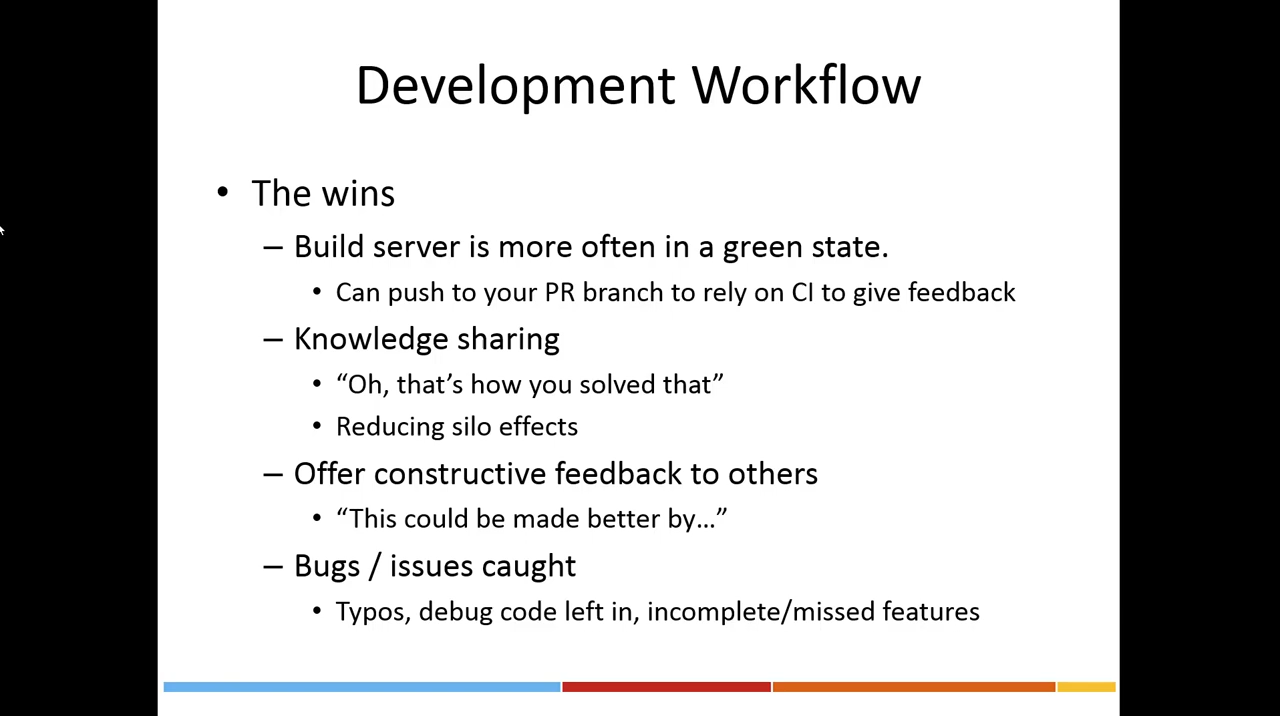 Development Workflow
• The wins
– Build server is more often in a green state.
• Can push to your PR branch to rely on CI to give feedback
– Knowledge sharing
• “Oh, that’s how you solved that”
• Reducing silo effects
– Offer constructive feedback to others
• “This could be made better by…”
– Bugs / issues caught
• Typos, debug code left in, incomplete/missed features